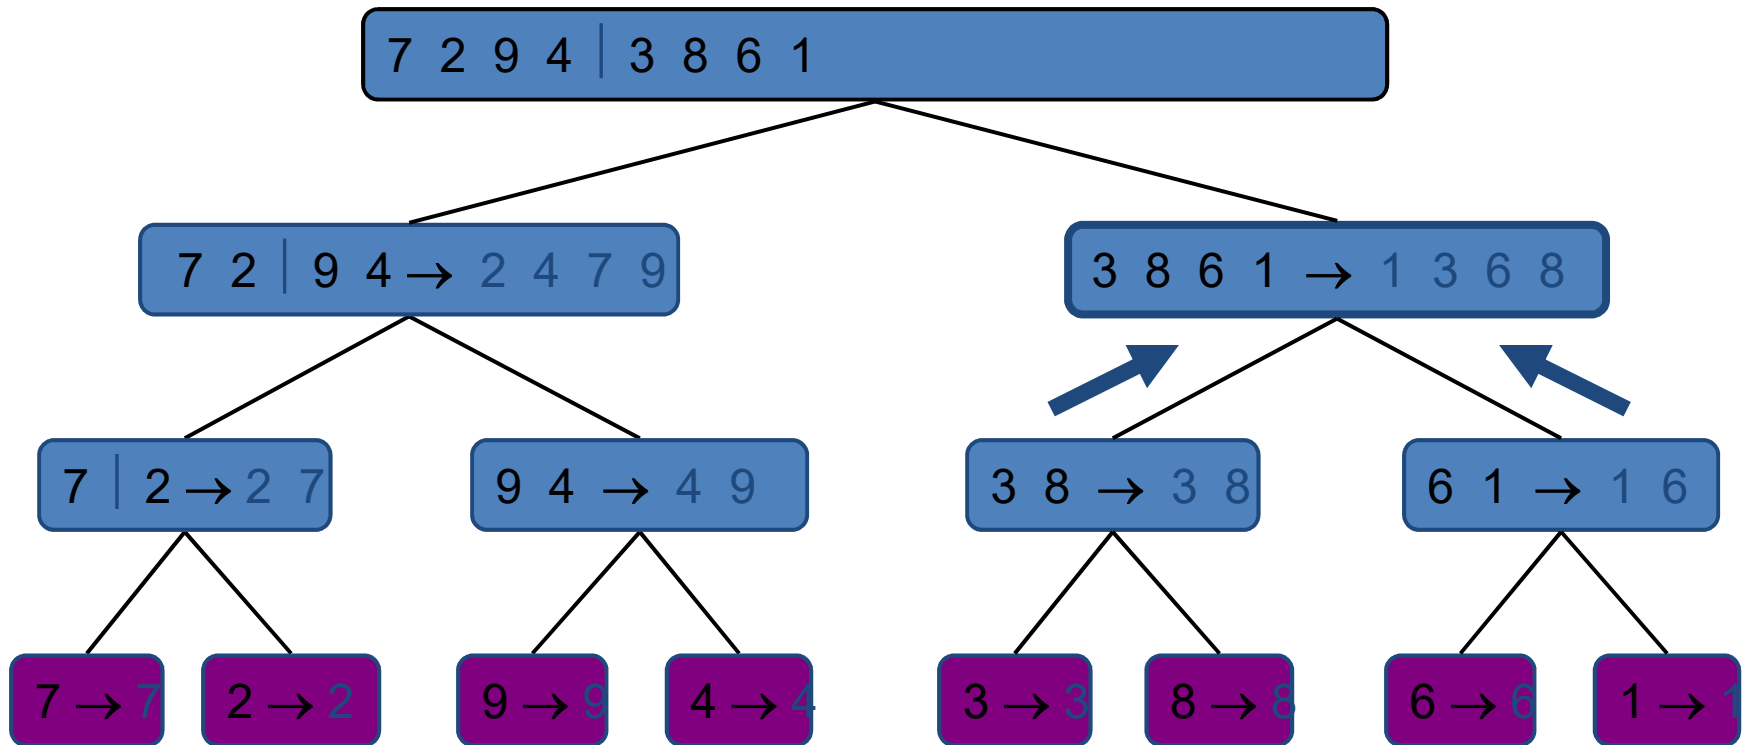 7 2 9 4 | 3 8 6 1
7 2 | 9 4 → 2 4 7 9
3 8 6 1 → 1 3 6 8
7 | 2 → 2 7
9 4 → 4 9
3 8 → 3 8
6 1 → 1 6
7 → 7
2 → 2
9 → 9
4 → 4
3 → 3
8 → 8
6 → 6
1 → 1